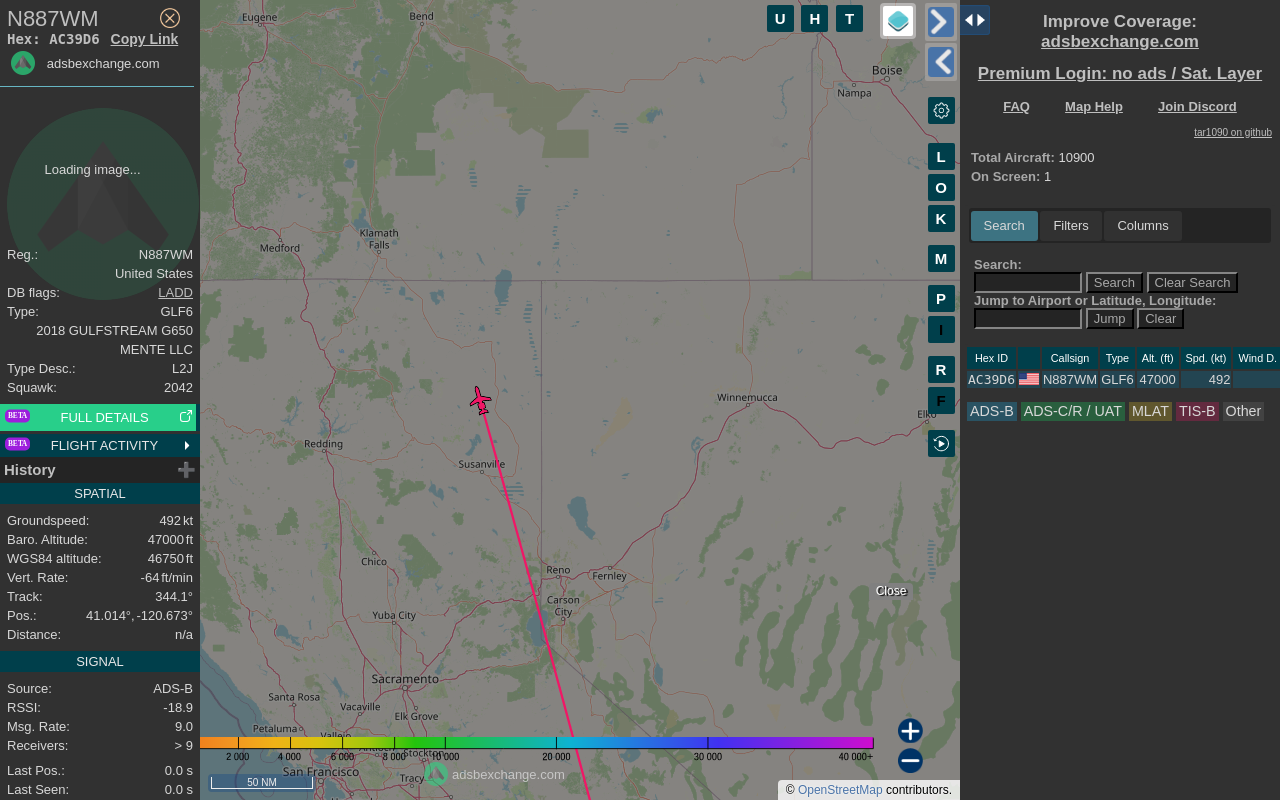 N887WM
Hex: AC39D6 Copy Link
adsbexchange.com
Loading image...
Reg.: N887WM
United States
DB flags: LADD
Type: GLF6
2018 GULFSTREAM G650
MENTE LLC
Type Desc.: L2J
Squawk: 2042
BETA FULL DETAILS
BETA FLIGHT ACTIVITY
History
SPATIAL
Groundspeed: 492 kt
Baro. Altitude: 47000 ft
WGS84 altitude: 46750 ft
Vert. Rate: -64 ft/min
Track: 344.1°
Pos.: 41.014°, -120.673°
Distance: n/a
SIGNAL
Source: ADS-B
RSSI: -18.9
Msg. Rate: 9.0
Receivers: > 9
Last Pos.: 0.0 s
Last Seen: 0.0 s
Eugene
Bend
Boise
Nampa
Klamath
Falls
Medford
Winnemucca
Elko
Redding
Susanville
Chico
Reno
Fernley
Carson
City
Yuba City
Sacramento
Santa Rosa
Vacaville
Elk Grove
Petaluma
Stockton
San Francisco
Tracy
U H T
L
O
K
M
P
I
R
F
Close
2 000 4 000 6 000 8 000 10 000 20 000 30 000 40 000+
adsbexchange.com
50 NM
© OpenStreetMap contributors.
Improve Coverage:
adsbexchange.com
Premium Login: no ads / Sat. Layer
FAQ Map Help Join Discord
tar1090 on github
Total Aircraft: 10900
On Screen: 1
Search Filters Columns
Search:
Search Clear Search
Jump to Airport or Latitude, Longitude:
Jump Clear
Hex ID Callsign Type Alt. (ft) Spd. (kt) Wind D.
AC39D6 N887WM GLF6 47000 492
ADS-B ADS-C/R / UAT MLAT TIS-B Other